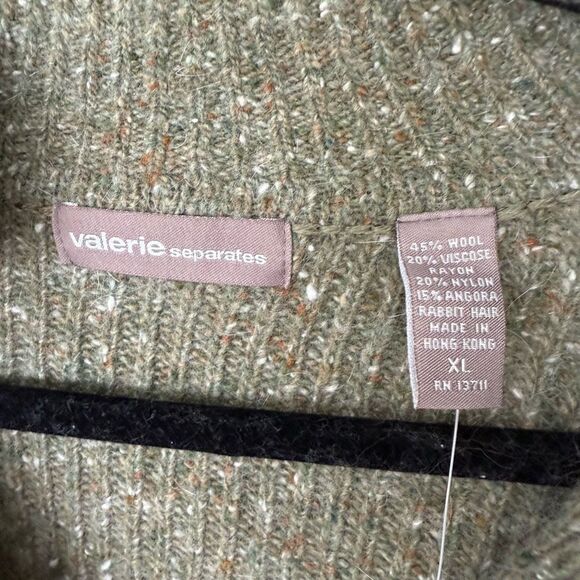 valerie separates
45% WOOL
20% VISCOSE
RAYON
20% NYLON
15% ANGORA
RABBIT HAIR
MADE IN
HONG KONG
XL
RN 13711